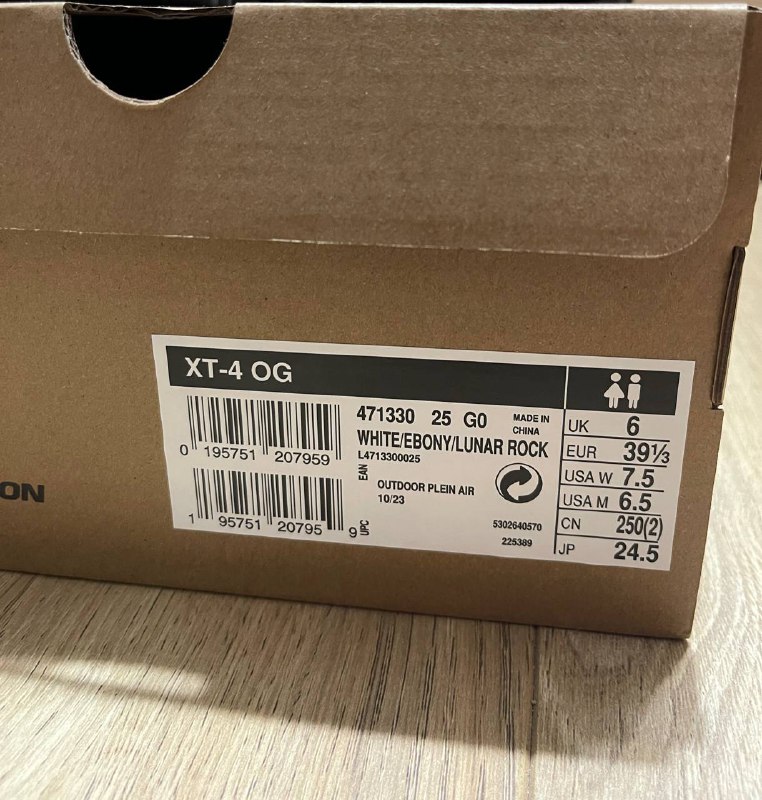 XT-4 OG
0 195751 207959
1 95751 20795 9
EAN
UPC
471330 25 G0
MADE IN
CHINA
WHITE/EBONY/LUNAR ROCK
L4713300025
OUTDOOR PLEIN AIR
10/23
5302640570
225389
UK 6
EUR 39⅓
USA W 7.5
USA M 6.5
CN 250(2)
JP 24.5
ON